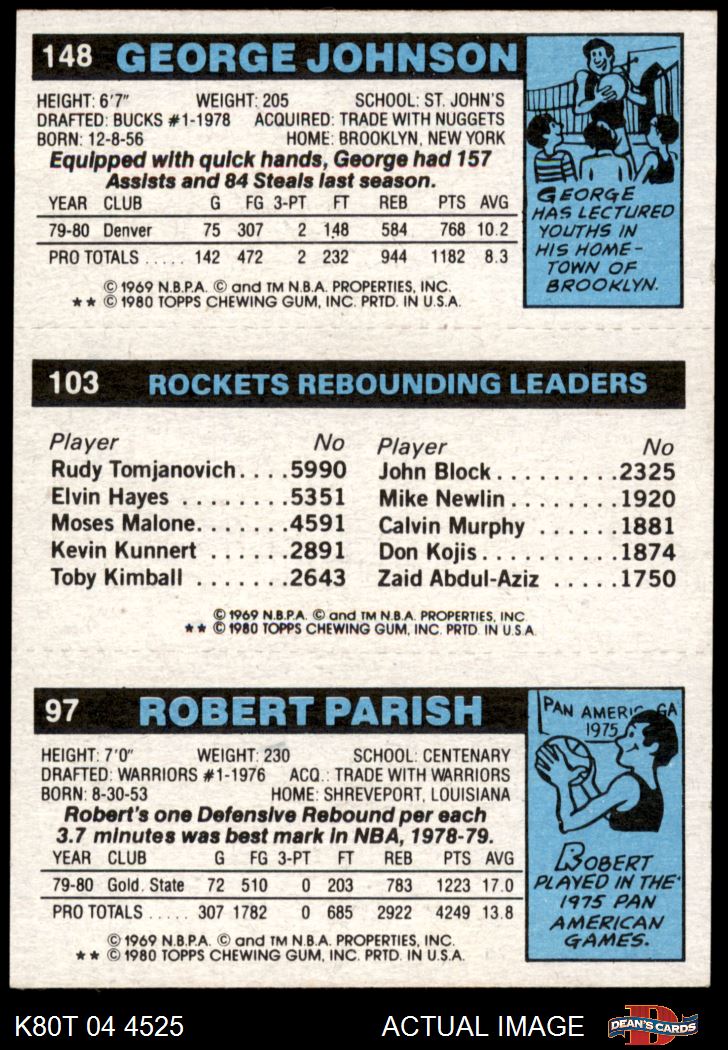 148 GEORGE JOHNSON
HEIGHT: 6'7" WEIGHT: 205 SCHOOL: ST. JOHN'S
DRAFTED: BUCKS #1-1978 ACQUIRED: TRADE WITH NUGGETS
BORN: 12-8-56 HOME: BROOKLYN, NEW YORK
Equipped with quick hands, George had 157
Assists and 84 Steals last season.
YEAR CLUB G FG 3-PT FT REB PTS AVG
79-80 Denver 75 307 2 148 584 768 10.2
PRO TOTALS ..... 142 472 2 232 944 1182 8.3
© 1969 N.B.P.A. © and TM N.B.A. PROPERTIES, INC.
★★ © 1980 TOPPS CHEWING GUM, INC. PRTD. IN U.S.A.
GEORGE
HAS LECTURED
YOUTHS IN
HIS HOME-
TOWN OF
BROOKLYN.
103 ROCKETS REBOUNDING LEADERS
Player No
Rudy Tomjanovich. . . .5990
Elvin Hayes . . . . . . . .5351
Moses Malone. . . . . . .4591
Kevin Kunnert . . . . . . .2891
Toby Kimball . . . . . . .2643
Player No
John Block. . . . . . . . .2325
Mike Newlin. . . . . . . .1920
Calvin Murphy . . . . . .1881
Don Kojis. . . . . . . . . .1874
Zaid Abdul-Aziz . . . . .1750
© 1969 N.B.P.A. © and TM N.B.A. PROPERTIES, INC
★★ © 1980 TOPPS CHEWING GUM, INC. PRTD. IN U.S.A
97 ROBERT PARISH
HEIGHT: 7'0" WEIGHT: 230 SCHOOL: CENTENARY
DRAFTED: WARRIORS #1-1976 ACQ.: TRADE WITH WARRIORS
BORN: 8-30-53 HOME: SHREVEPORT, LOUISIANA
Robert's one Defensive Rebound per each
3.7 minutes was best mark in NBA, 1978-79.
YEAR CLUB G FG 3-PT FT REB PTS AVG
79-80 Gold. State 72 510 0 203 783 1223 17.0
PRO TOTALS ..... 307 1782 0 685 2922 4249 13.8
© 1969 N.B.P.A. © and TM N.B.A. PROPERTIES, INC.
★★ © 1980 TOPPS CHEWING GUM, INC. PRTD. IN U.S.A.
PAN AMERIC GA
1975
ROBERT
PLAYED IN THE
1975 PAN
AMERICAN
GAMES.
K80T 04 4525 ACTUAL IMAGE
D
DEAN'S CARDS